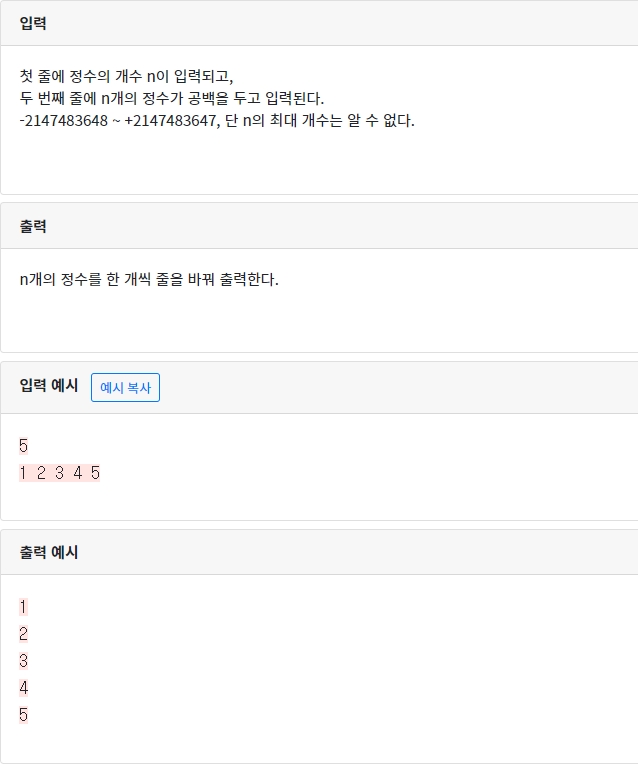 입력
첫 줄에 정수의 개수 n이 입력되고,
두 번째 줄에 n개의 정수가 공백을 두고 입력된다.
-2147483648 ~ +2147483647, 단 n의 최대 개수는 알 수 없다.
출력
n개의 정수를 한 개씩 줄을 바꿔 출력한다.
입력 예시 예시 복사
5
1 2 3 4 5
출력 예시
1
2
3
4
5